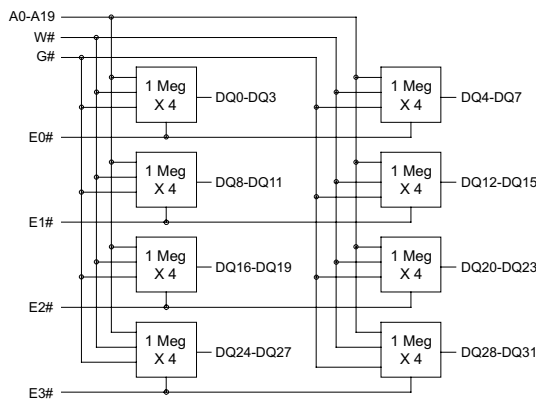 A0-A19
W#
G#
1 Meg
X 4
DQ0-DQ3
1 Meg
X 4
DQ4-DQ7
E0#
1 Meg
X 4
DQ8-DQ11
1 Meg
X 4
DQ12-DQ15
E1#
1 Meg
X 4
DQ16-DQ19
1 Meg
X 4
DQ20-DQ23
E2#
1 Meg
X 4
DQ24-DQ27
1 Meg
X 4
DQ28-DQ31
E3#